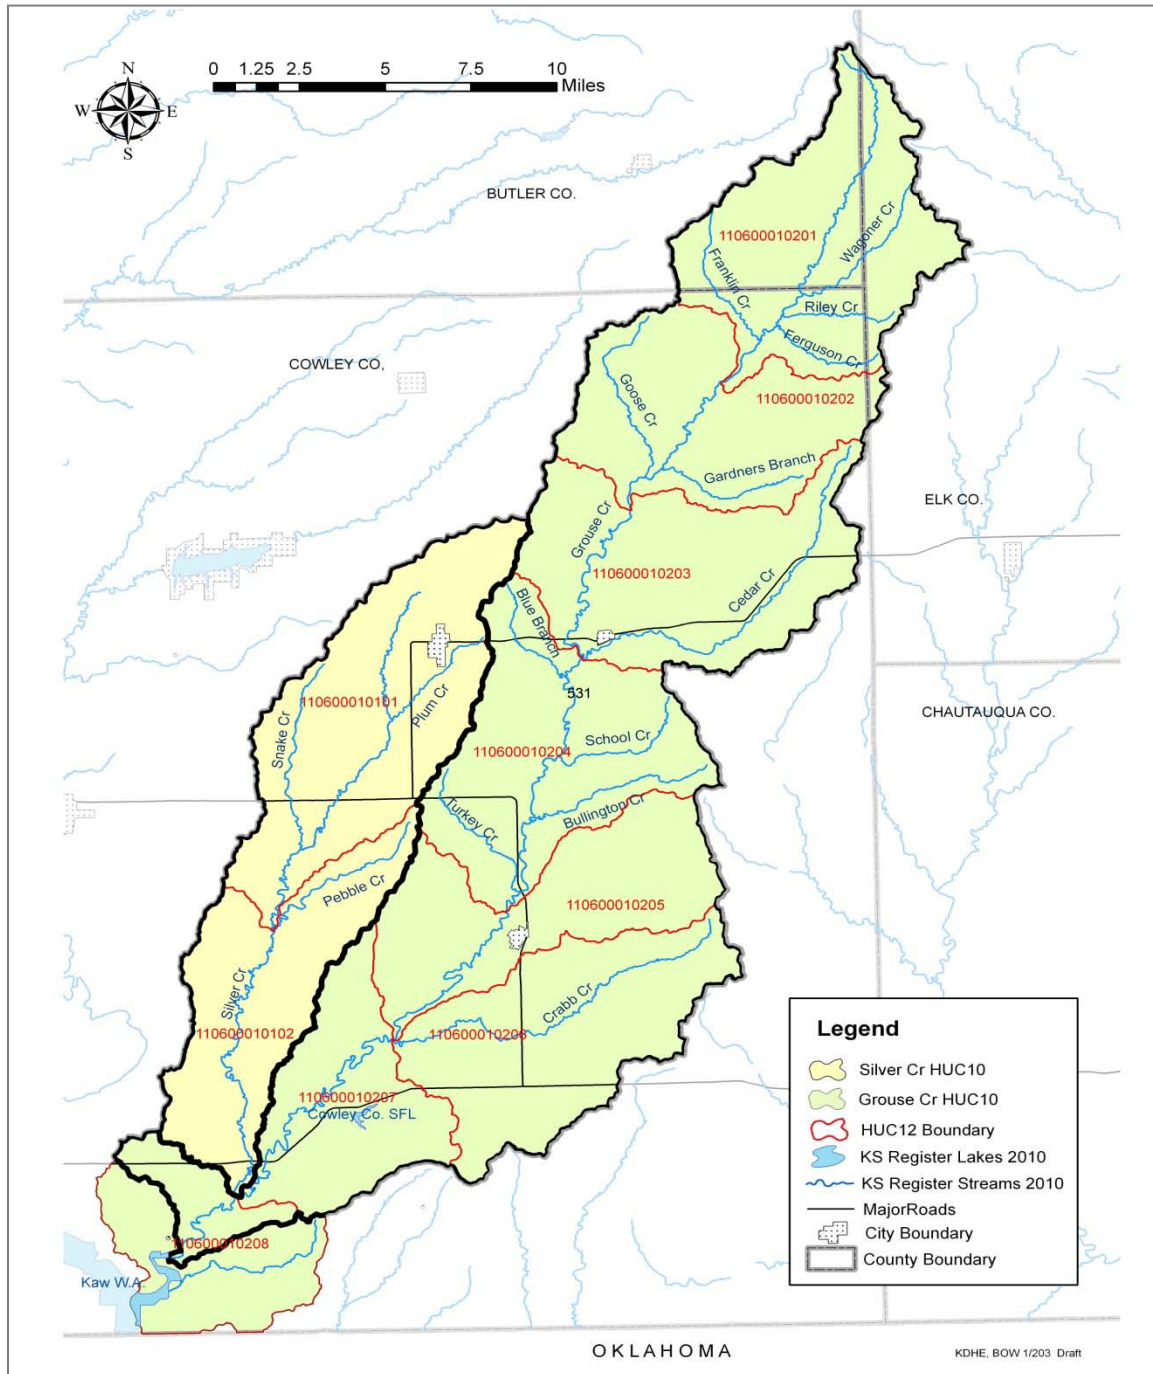 N
W
E
S
0 1.25 2.5 5 7.5 10
Miles
BUTLER CO.
110600010201
Wagoner Cr
Franklin Cr
Riley Cr
Ferguson Cr
COWLEY CO,
Goose Cr
110600010202
Gardners Branch
ELK CO.
Grouse Cr
110600010203
Cedar Cr
Blue Branch
531
110600010101
Plum Cr
Snake Cr
CHAUTAUQUA CO.
School Cr
110600010204
Turkey Cr
Bullington Cr
Pebble Cr
110600010205
Silver Cr
Crabb Cr
110600010102
110600010206
110600010207
Cowley Co. SFL
110600010208
Kaw W.A.
Legend
Silver Cr HUC10
Grouse Cr HUC10
HUC12 Boundary
KS Register Lakes 2010
KS Register Streams 2010
MajorRoads
City Boundary
County Boundary
OKLAHOMA
KDHE, BOW 1/203 Draft